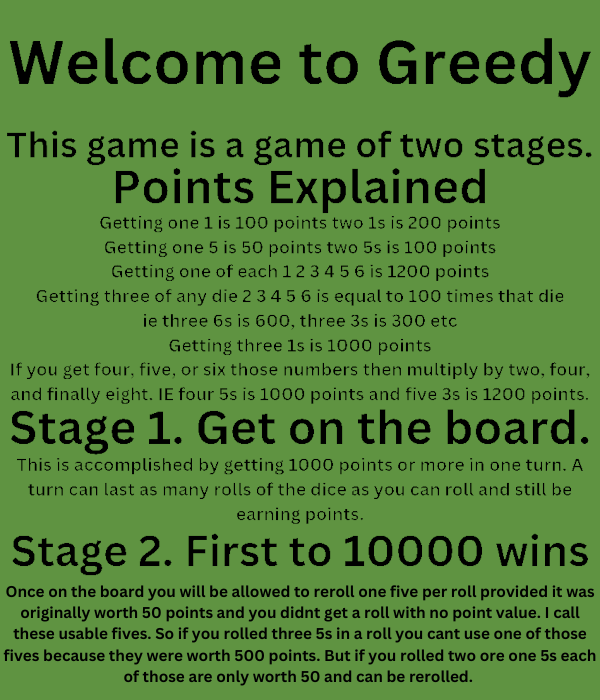 Welcome to Greedy
This game is a game of two stages.
Points Explained
Getting one 1 is 100 points two 1s is 200 points
Getting one 5 is 50 points two 5s is 100 points
Getting one of each 1 2 3 4 5 6 is 1200 points
Getting three of any die 2 3 4 5 6 is equal to 100 times that die
ie three 6s is 600, three 3s is 300 etc
Getting three 1s is 1000 points
If you get four, five, or six those numbers then multiply by two, four,
and finally eight. IE four 5s is 1000 points and five 3s is 1200 points.
Stage 1. Get on the board.
This is accomplished by getting 1000 points or more in one turn. A
turn can last as many rolls of the dice as you can roll and still be
earning points.
Stage 2. First to 10000 wins
Once on the board you will be allowed to reroll one five per roll provided it was
originally worth 50 points and you didnt get a roll with no point value. I call
these usable fives. So if you rolled three 5s in a roll you cant use one of those
fives because they were worth 500 points. But if you rolled two ore one 5s each
of those are only worth 50 and can be rerolled.